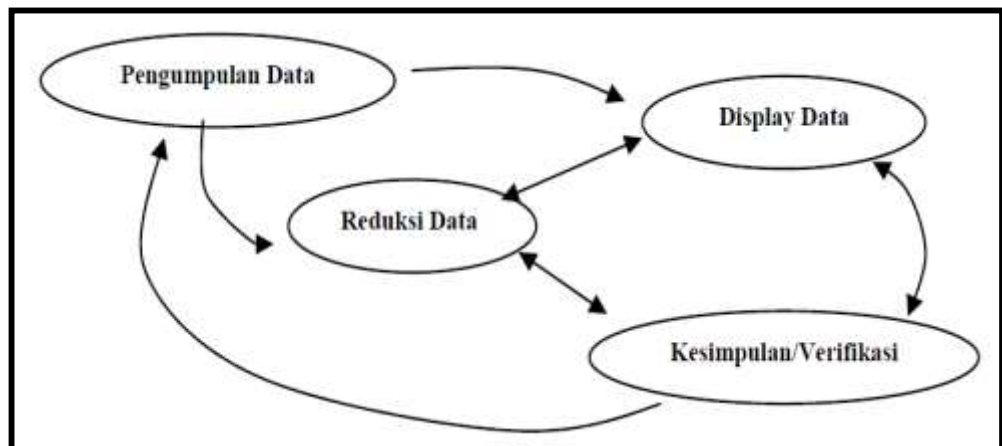 Pengumpulan Data
Display Data
Reduksi Data
Kesimpulan/Verifikasi